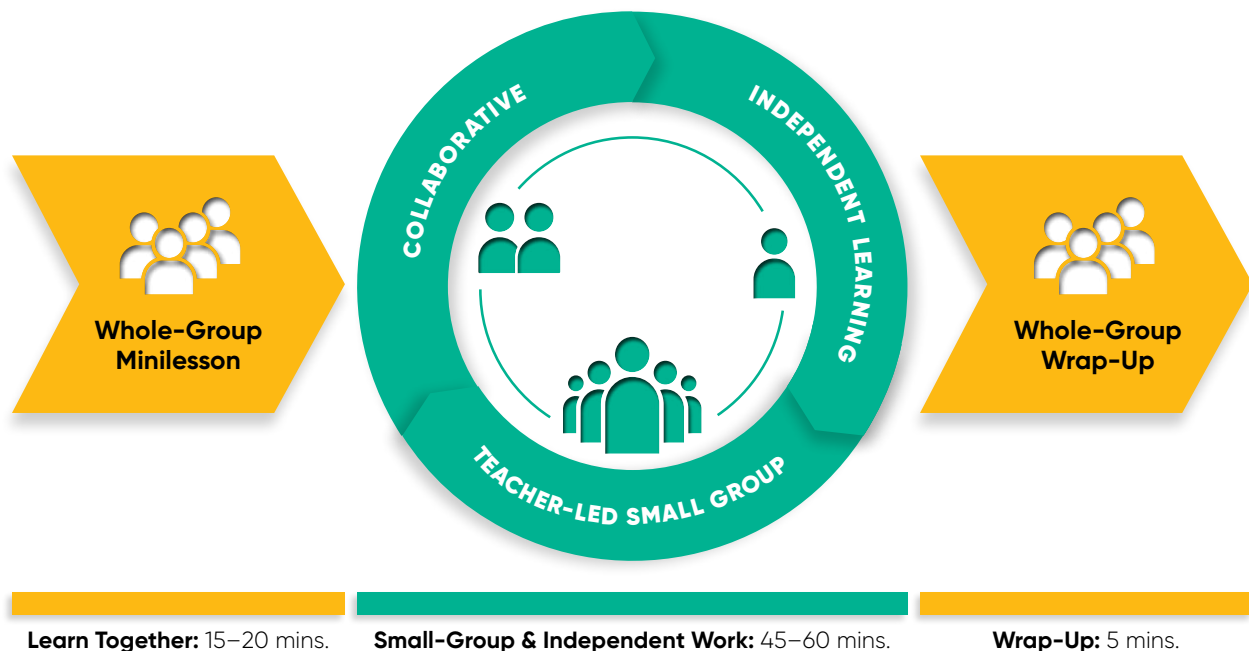 COLLABORATIVE
INDEPENDENT LEARNING
TEACHER-LED SMALL GROUP
Whole-Group
Minilesson
Whole-Group
Wrap-Up
Learn Together: 15–20 mins.
Small-Group & Independent Work: 45–60 mins.
Wrap-Up: 5 mins.